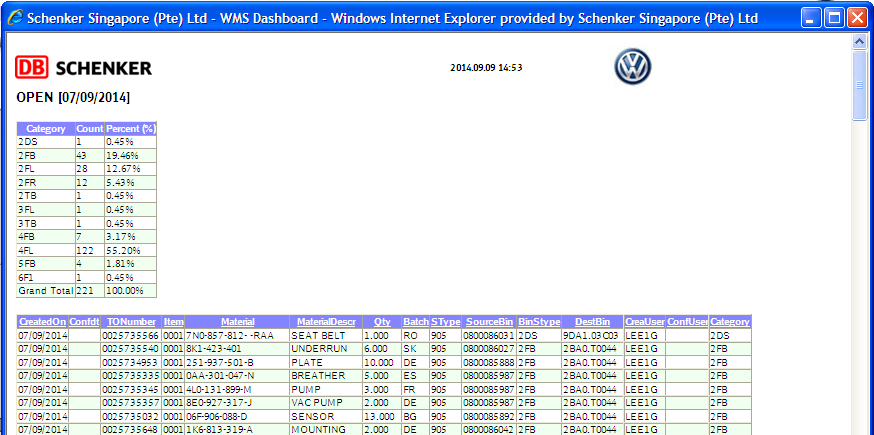 Schenker Singapore (Pte) Ltd - WMS Dashboard - Windows Internet Explorer provided by Schenker Singapore (Pte) Ltd
DB SCHENKER 2014.09.09 14:53
OPEN [07/09/2014]
Category Count Percent (%)
2DS 1 0.45%
2FB 43 19.46%
2FL 28 12.67%
2FR 12 5.43%
2TB 1 0.45%
3FL 1 0.45%
3TB 1 0.45%
4FB 7 3.17%
4FL 122 55.20%
5FB 4 1.81%
6F1 1 0.45%
Grand Total 221 100.00%
CreatedOn Confdt TONumber Item Material MaterialDescr Qty Batch SType SourceBin BinStype DestBin CreaUser ConfUser Category
07/09/2014 0025735566 0001 7N0-857-812--RAA SEAT BELT 1.000 RO 905 0800086031 2DS 9DA1.03C03 LEE1G 2DS
07/09/2014 0025735540 0001 8K1-423-401 UNDERRUN 6.000 SK 905 0800086027 2FB 2BA0.T0044 LEE1G 2FB
07/09/2014 0025734953 0001 2S1-937-501-B PLATE 10.000 DE 905 0800085888 2FB 2BA0.T0044 LEE1G 2FB
07/09/2014 0025735335 0001 0AA-301-047-N BREATHER 5.000 ES 905 0800085987 2FB 2BA0.T0044 LEE1G 2FB
07/09/2014 0025735345 0001 4L0-131-899-M PUMP 3.000 FR 905 0800085987 2FB 2BA0.T0044 LEE1G 2FB
07/09/2014 0025735357 0001 8E0-927-317-J VAC PUMP 2.000 DE 905 0800085987 2FB 2BA0.T0044 LEE1G 2FB
07/09/2014 0025735032 0001 06F-906-088-D SENSOR 13.000 BG 905 0800085892 2FB 2BA0.T0044 LEE1G 2FB
07/09/2014 0025735648 0001 1K6-813-319-A MOUNTING 2.000 DE 905 0800086042 2FB 2BA0.T0044 LEE1G 2FB